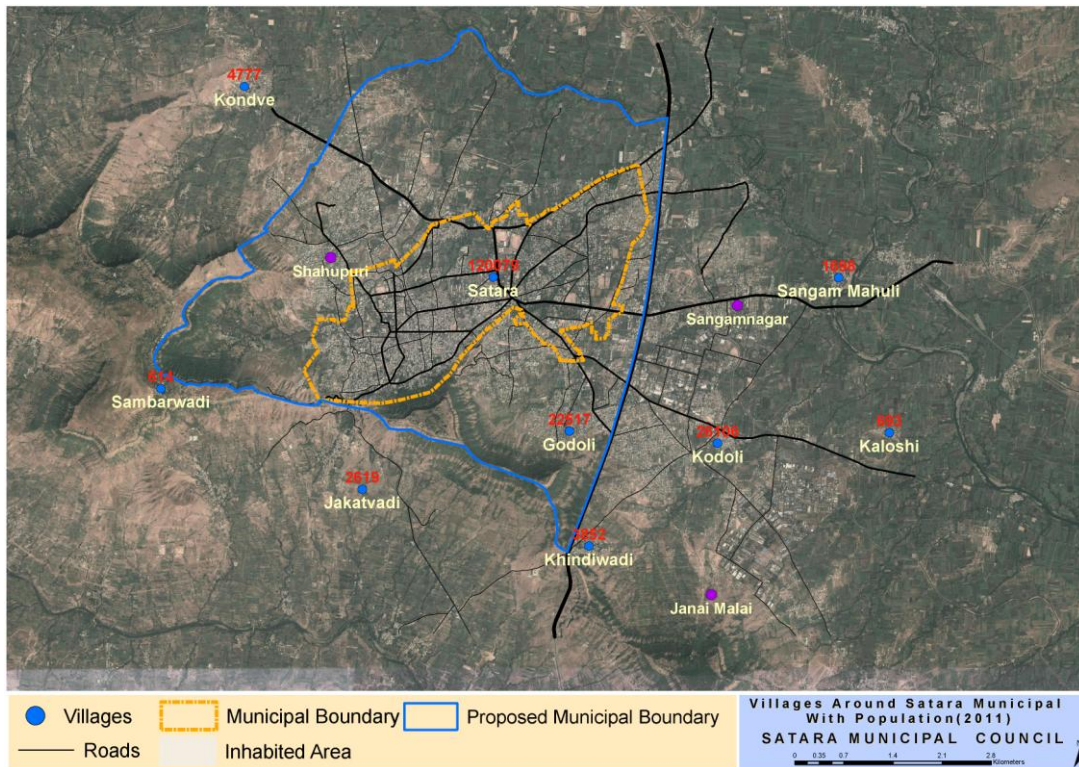 4777
Kondve
Shahupuri
120079
Satara
Sangam Mahuli
Sangamnagar
Sambarwadi
22617
Godoli
Kodoli
Kaloshi
2619
Jakatvadi
Khindiwadi
Janai Malai
Villages
Municipal Boundary
Proposed Municipal Boundary
Roads
Inhabited Area
Villages Around Satara Municipal
With Population(2011)
SATARA MUNICIPAL COUNCIL
0 0.35 0.7 1.4 2.1 2.8
Kilometers
N